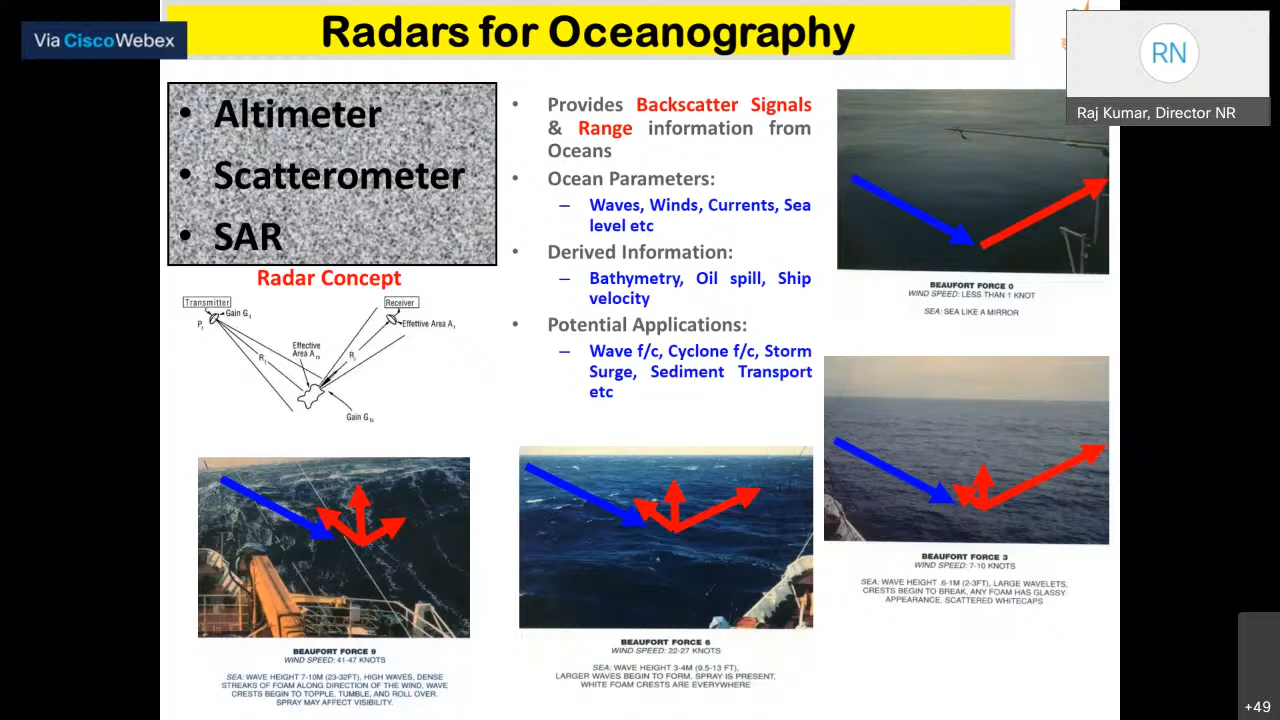 Via CiscoWebex
Radars for Oceanography
RN
Raj Kumar, Director NR
• Altimeter
• Scatterometer
• SAR
Radar Concept
Transmitter
Gain Gt
Pt
Effective
Area Ars
Rt
Rr
Receiver
Effettive Area Ar
Gain Gts
• Provides Backscatter Signals
& Range information from
Oceans
• Ocean Parameters:
– Waves, Winds, Currents, Sea
level etc
• Derived Information:
– Bathymetry, Oil spill, Ship
velocity
• Potential Applications:
– Wave f/c, Cyclone f/c, Storm
Surge, Sediment Transport
etc
BEAUFORT FORCE 0
WIND SPEED: LESS THAN 1 KNOT
SEA: SEA LIKE A MIRROR
BEAUFORT FORCE 3
WIND SPEED: 7-10 KNOTS
SEA: WAVE HEIGHT .6-1M (2-3FT), LARGE WAVELETS,
CRESTS BEGIN TO BREAK, ANY FOAM HAS GLASSY
APPEARANCE, SCATTERED WHITECAPS
BEAUFORT FORCE 9
WIND SPEED: 41-47 KNOTS
SEA: WAVE HEIGHT 7-10M (23-32FT), HIGH WAVES, DENSE
STREAKS OF FOAM ALONG DIRECTION OF THE WIND, WAVE
CRESTS BEGIN TO TOPPLE, TUMBLE, AND ROLL OVER.
SPRAY MAY AFFECT VISIBILITY.
BEAUFORT FORCE 6
WIND SPEED: 22-27 KNOTS
SEA: WAVE HEIGHT 3-4M (9.5-13 FT),
LARGER WAVES BEGIN TO FORM, SPRAY IS PRESENT,
WHITE FOAM CRESTS ARE EVERYWHERE
+49